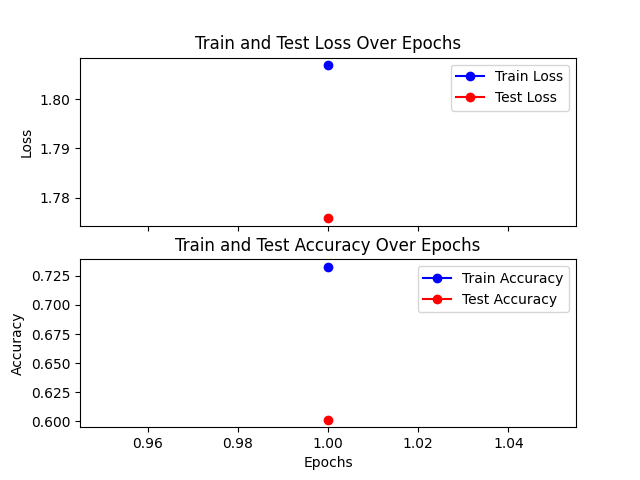 Train and Test Loss Over Epochs
Train Loss
Test Loss
1.80
1.79
1.78
Loss
Train and Test Accuracy Over Epochs
Train Accuracy
Test Accuracy
0.725
0.700
0.675
0.650
0.625
0.600
Accuracy
0.96 0.98 1.00 1.02 1.04
Epochs